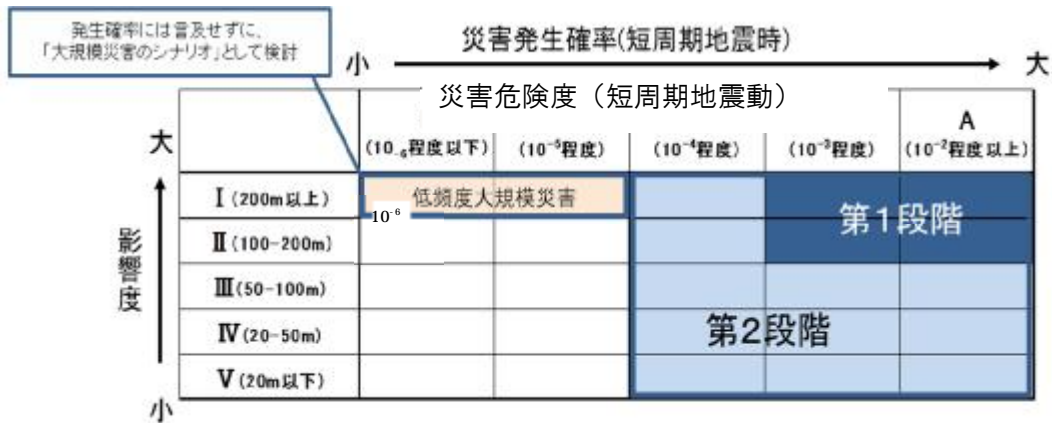 発生確率には言及せずに、
「大規模災害のシナリオ」として検討
災害発生確率(短周期地震時)
小
大
災害危険度（短周期地震動）
A
大
(10-6程度以下)
(10⁻⁵程度)
(10⁻⁴程度)
(10⁻³程度)
(10⁻²程度以上)
Ⅰ(200m以上)
低頻度大規模災害
10⁻⁶
第1段階
Ⅱ(100-200m)
影響度
Ⅲ(50-100m)
Ⅳ(20-50m)
第2段階
Ⅴ(20m以下)
小